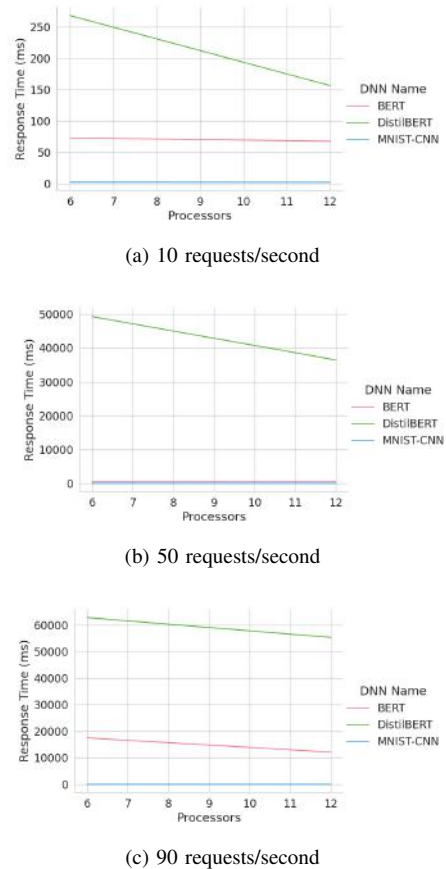 Response Time (ms)
250
200
150
100
50
0
6 7 8 9 10 11 12
Processors
DNN Name
BERT
DistilBERT
MNIST-CNN
(a) 10 requests/second
Response Time (ms)
50000
40000
30000
20000
10000
0
6 7 8 9 10 11 12
Processors
DNN Name
BERT
DistilBERT
MNIST-CNN
(b) 50 requests/second
Response Time (ms)
60000
50000
40000
30000
20000
10000
0
6 7 8 9 10 11 12
Processors
DNN Name
BERT
DistilBERT
MNIST-CNN
(c) 90 requests/second